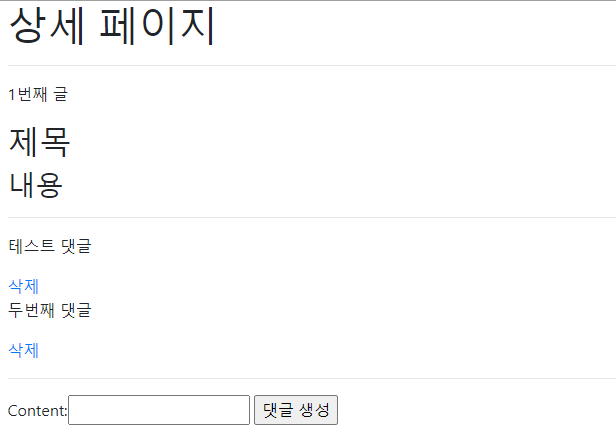 상세 페이지
1번째 글
제목
내용
테스트 댓글
삭제
두번째 댓글
삭제
Content: 댓글 생성